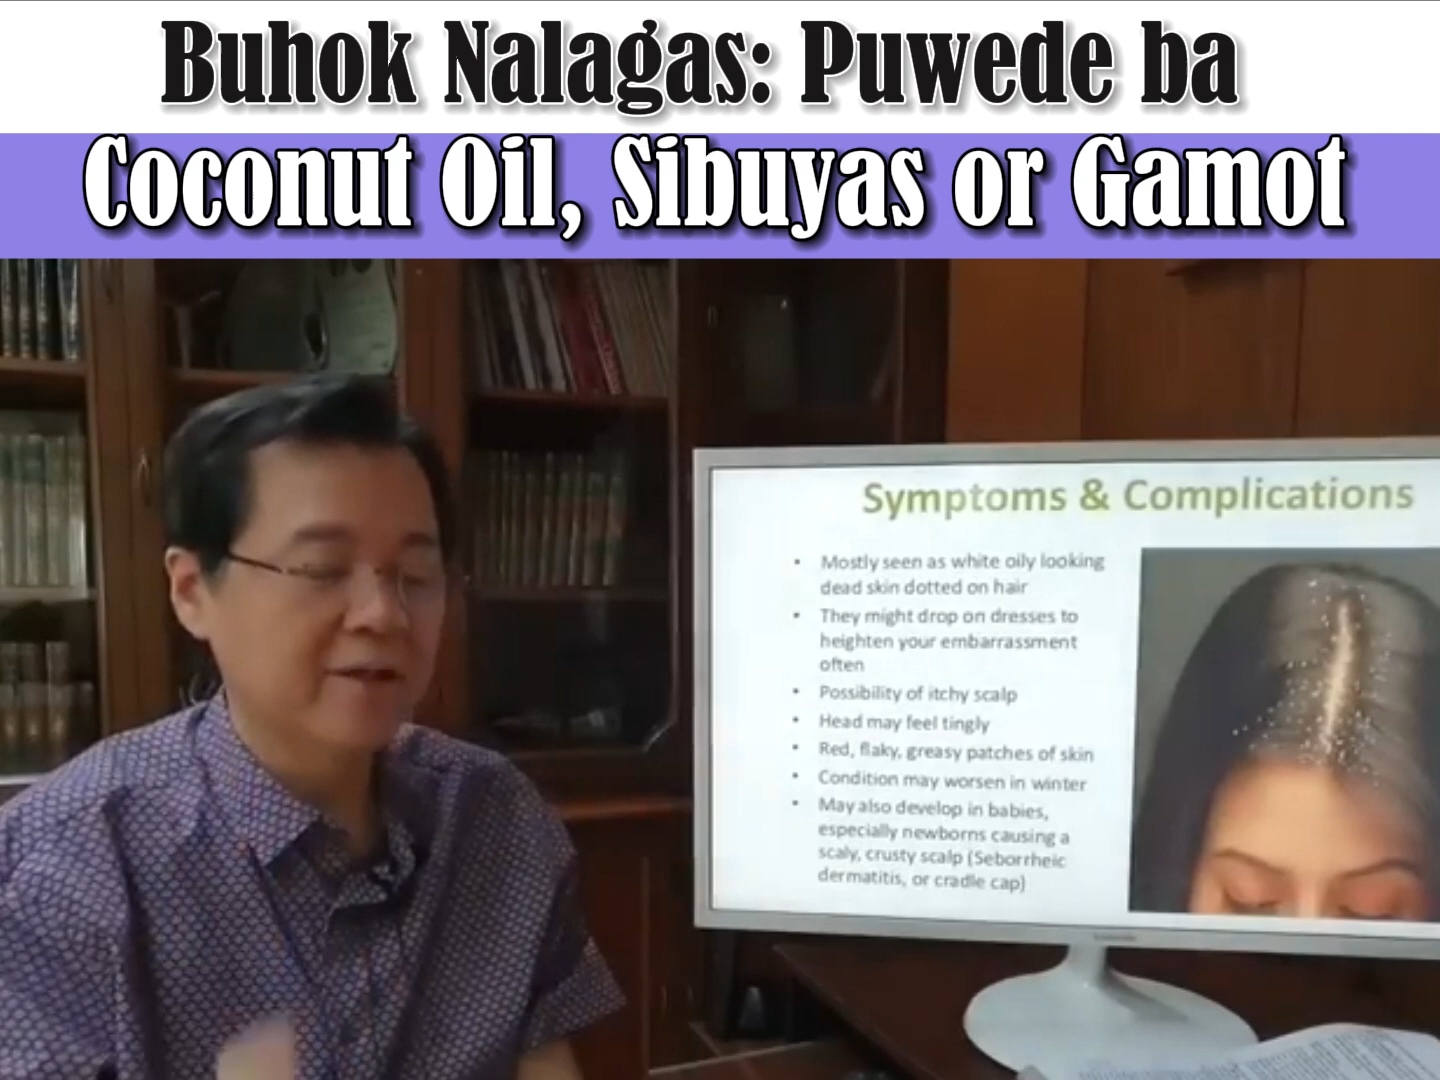 Buhok Nalagas: Puwede ba
Coconut Oil, Sibuyas or Gamot
Symptoms & Complications
• Mostly seen as white oily looking
dead skin dotted on hair
• They might drop on dresses to
heighten your embarrassment
often
• Possibility of itchy scalp
• Head may feel tingly
• Red, flaky, greasy patches of skin
• Condition may worsen in winter
• May also develop in babies,
especially newborns causing a
scaly, crusty scalp (Seborrheic
dermatitis, or cradle cap)